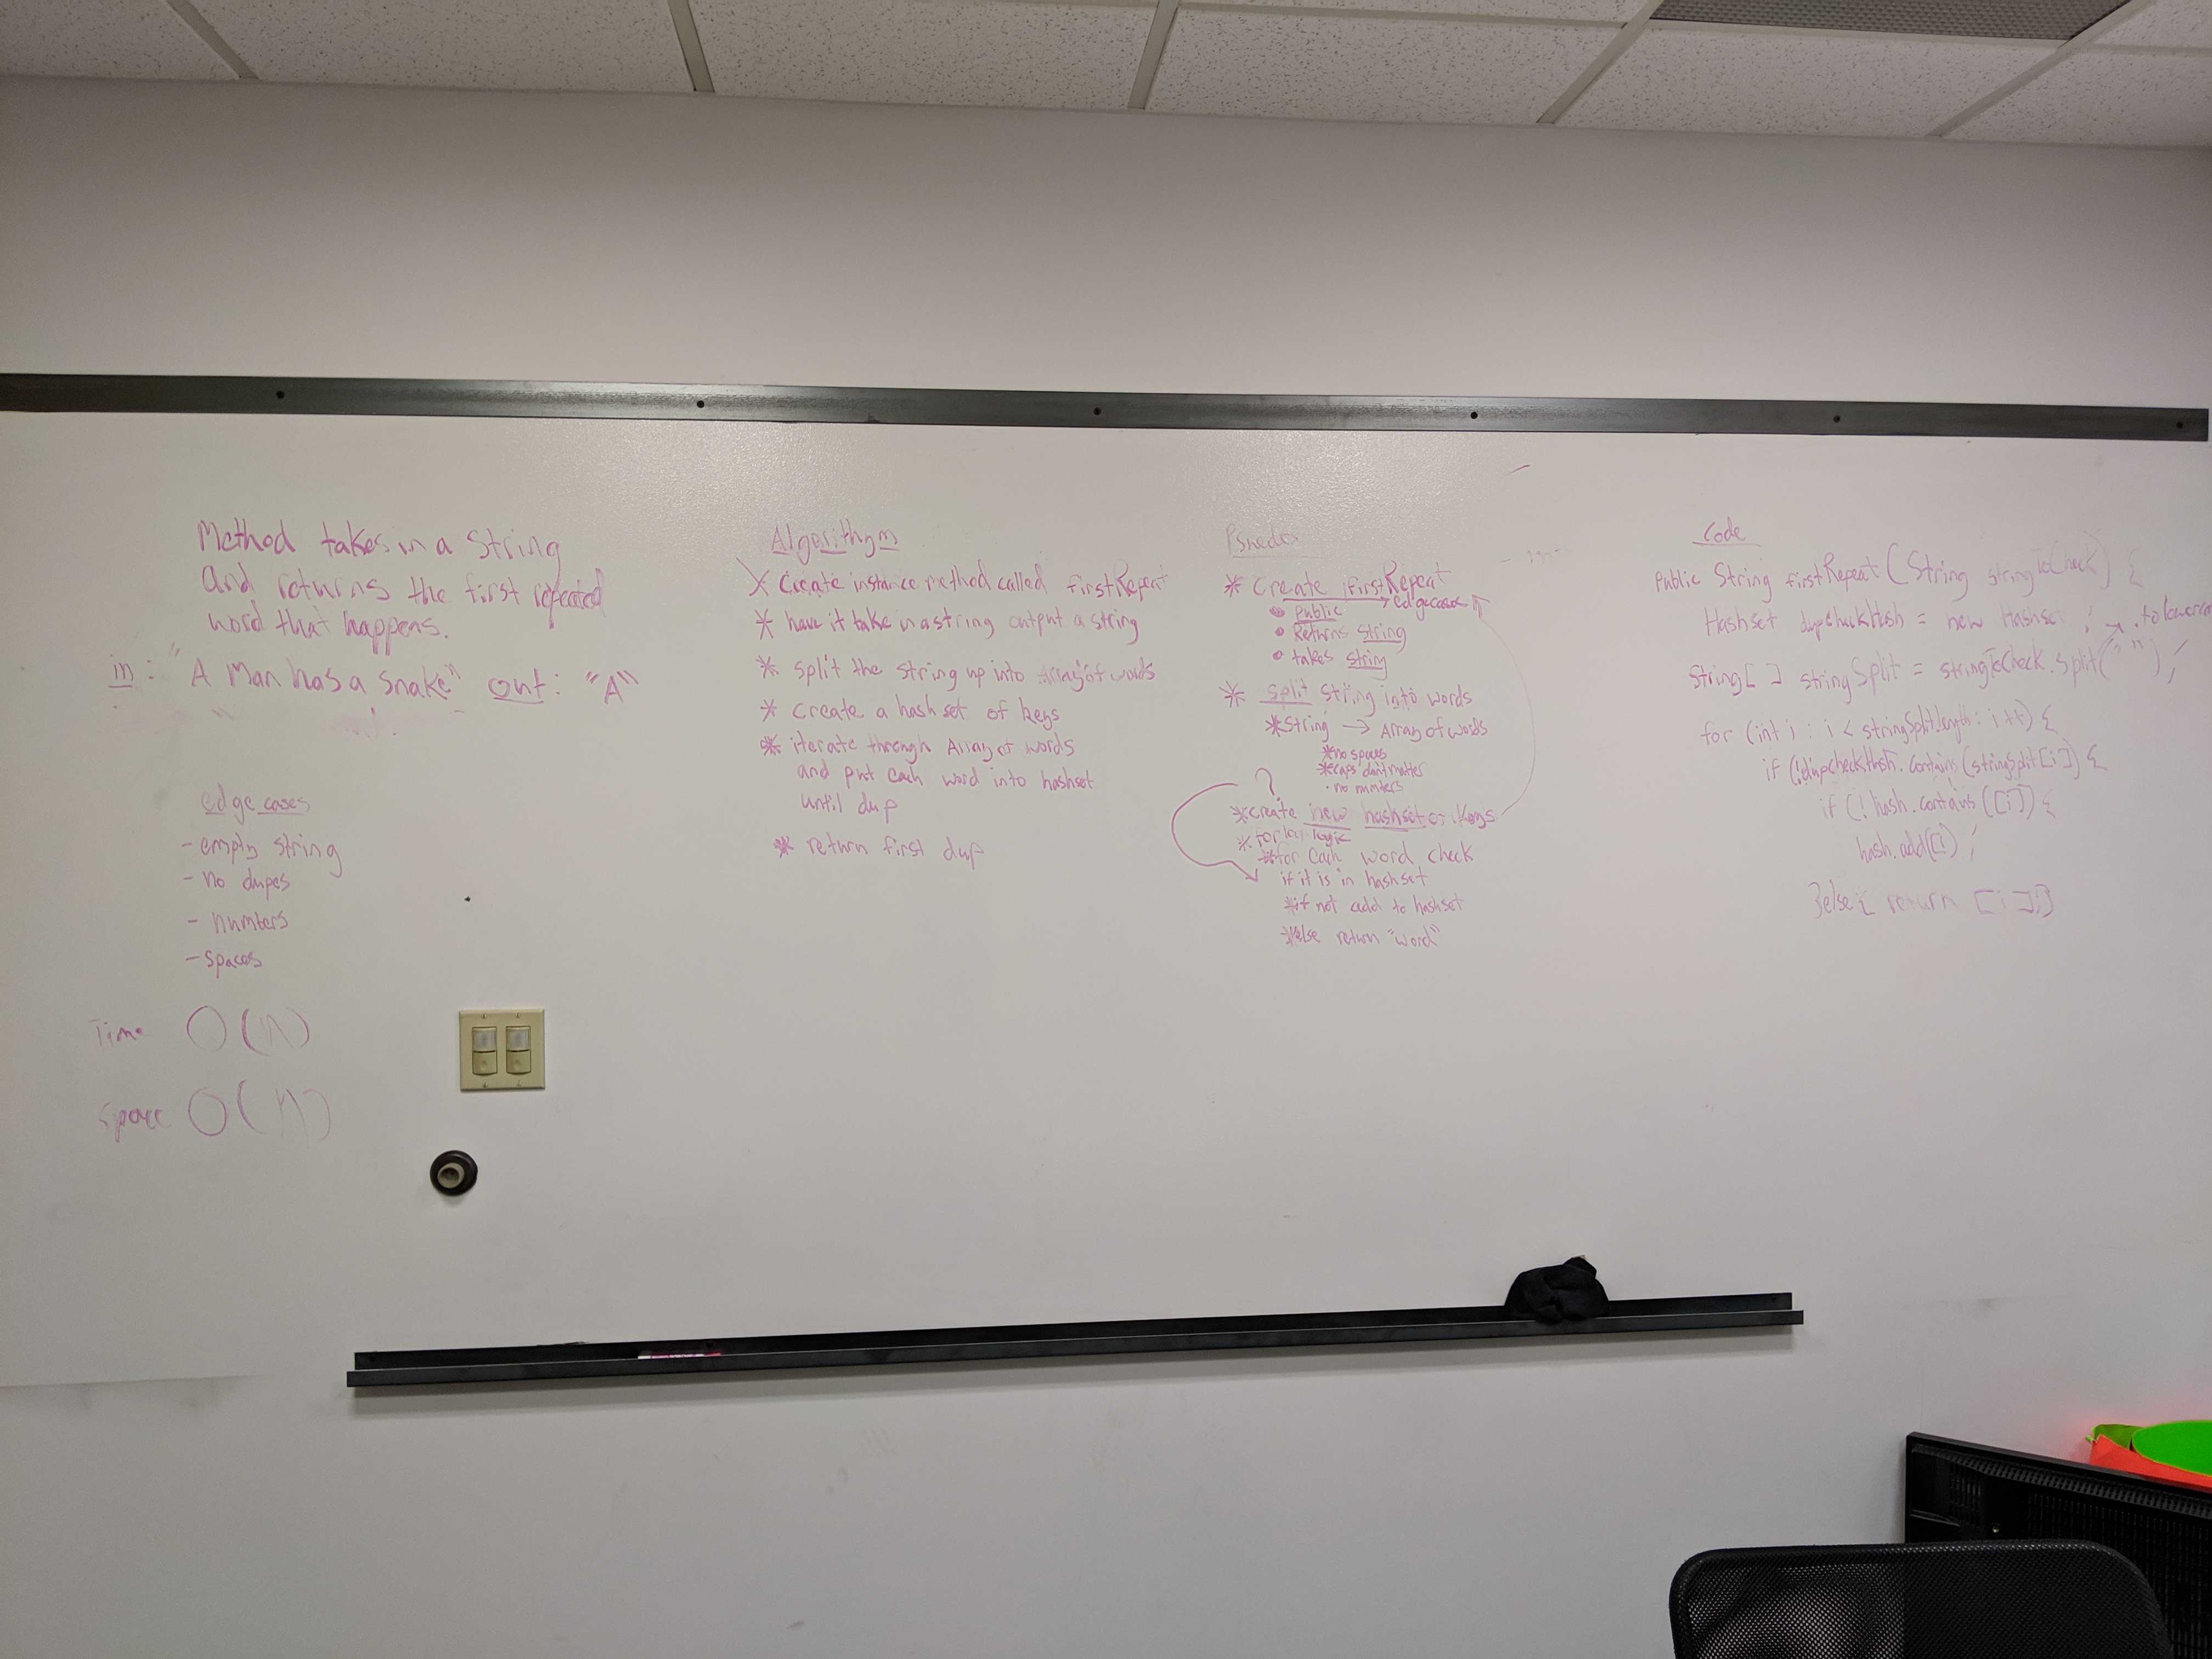 Method takes in a String
and returns the first repeated
word that happens.
in: "A Man has a snake" out: "A"
edge cases
- empty string
- no dupes
- numbers
- spaces
Time O(n)
Space O(n)
Algorithym
* Create instance method called firstRepeat
* have it take in a string output a string
* split the string up into Array of words
* create a hash set of keys
* iterate through Array of words
and put each word into hashset
until dup
* return first dup
Psuedo
* Create firstRepeat
→ edgecases
• Public
• Returns String
• takes string
* split string into words
* string → Array of words
* no spaces
* caps dont matter
• no numbers
?
* create new hashset of Keys
* for loop logic
* for each word check
if it is in hashset
* if not add to hashset
* else return "word"
Code
Public String firstRepeat (String stringToCheck) {
Hashset dupCheckHash = new Hashset ;
→ .tolowerca
String[ ] stringSplit = stringToCheck.split(" ");
for (int i : i < stringSplit.length : i++) {
if (!dupCheckHash.contains (stringSplit[i]) {
if (! hash.contains ([i]) {
hash.add([i]) ;
}else{ return [i];}